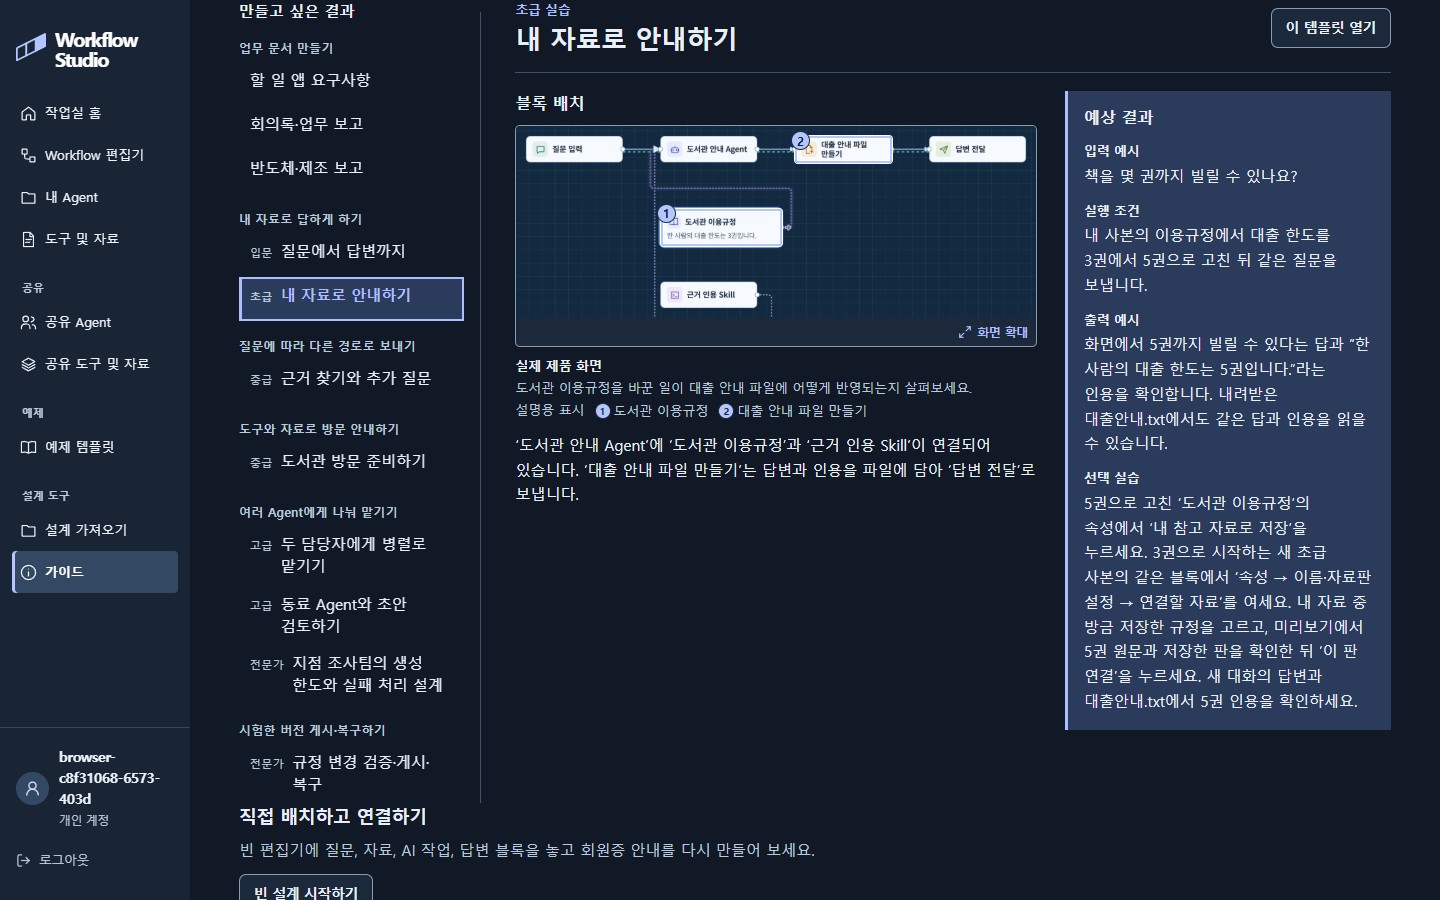 Workflow
Studio
작업실 홈
Workflow 편집기
내 Agent
도구 및 자료
공유
공유 Agent
공유 도구 및 자료
예제
예제 템플릿
설계 도구
설계 가져오기
가이드
browser-
c8f31068-6573-
403d
개인 계정
로그아웃
만들고 싶은 결과
업무 문서 만들기
할 일 앱 요구사항
회의록·업무 보고
반도체·제조 보고
내 자료로 답하게 하기
입문 질문에서 답변까지
초급 내 자료로 안내하기
질문에 따라 다른 경로로 보내기
중급 근거 찾기와 추가 질문
도구와 자료로 방문 안내하기
중급 도서관 방문 준비하기
여러 Agent에게 나눠 맡기기
고급 두 담당자에게 병렬로
맡기기
고급 동료 Agent와 초안
검토하기
전문가 지점 조사팀의 생성
한도와 실패 처리 설계
시험한 버전 게시·복구하기
전문가 규정 변경 검증·게시·
복구
초급 실습
내 자료로 안내하기
이 템플릿 열기
블록 배치
질문 입력
도서관 안내 Agent
2
대출 안내 파일
만들기
답변 전달
1
도서관 이용규정
한 사람의 대출 한도는 3권입니다.
근거 인용 Skill
화면 확대
실제 제품 화면
도서관 이용규정을 바꾼 일이 대출 안내 파일에 어떻게 반영되는지 살펴보세요.
설명용 표시 1 도서관 이용규정 2 대출 안내 파일 만들기
‘도서관 안내 Agent’에 ‘도서관 이용규정’과 ‘근거 인용 Skill’이 연결되어
있습니다. ‘대출 안내 파일 만들기’는 답변과 인용을 파일에 담아 ‘답변 전달’로
보냅니다.
예상 결과
입력 예시
책을 몇 권까지 빌릴 수 있나요?
실행 조건
내 사본의 이용규정에서 대출 한도를
3권에서 5권으로 고친 뒤 같은 질문을
보냅니다.
출력 예시
화면에서 5권까지 빌릴 수 있다는 답과 “한
사람의 대출 한도는 5권입니다.”라는
인용을 확인합니다. 내려받은
대출안내.txt에서도 같은 답과 인용을 읽을
수 있습니다.
선택 실습
5권으로 고친 ‘도서관 이용규정’의
속성에서 ‘내 참고 자료로 저장’을
누르세요. 3권으로 시작하는 새 초급
사본의 같은 블록에서 ‘속성 → 이름·자료판
설정 → 연결할 자료’를 여세요. 내 자료 중
방금 저장한 규정을 고르고, 미리보기에서
5권 원문과 저장한 판을 확인한 뒤 ‘이 판
연결’을 누르세요. 새 대화의 답변과
대출안내.txt에서 5권 인용을 확인하세요.
직접 배치하고 연결하기
빈 편집기에 질문, 자료, AI 작업, 답변 블록을 놓고 회원증 안내를 다시 만들어 보세요.
빈 설계 시작하기